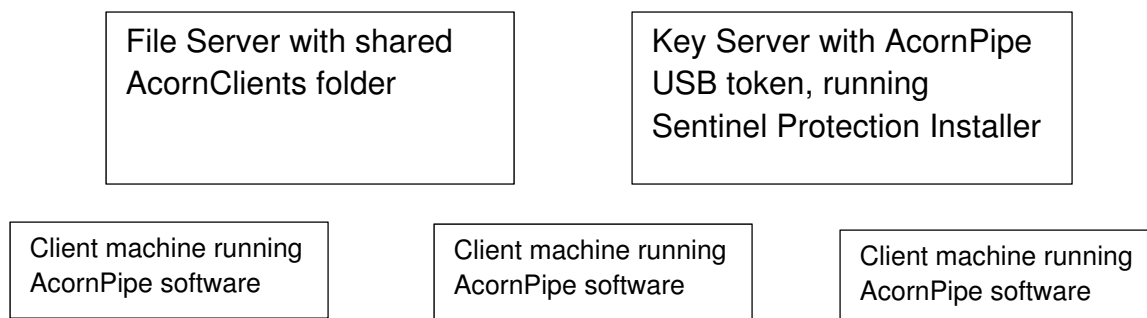 File Server with shared
AcornClients folder
Key Server with AcornPipe
USB token, running
Sentinel Protection Installer
Client machine running
AcornPipe software
Client machine running
AcornPipe software
Client machine running
AcornPipe software